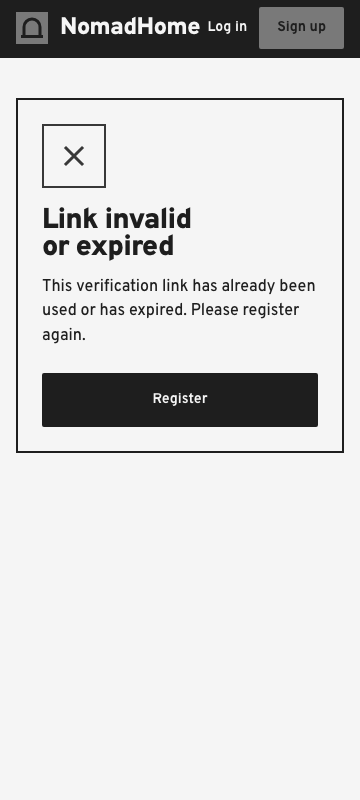 NomadHome Log in Sign up
Link invalid
or expired
This verification link has already been
used or has expired. Please register
again.
Register